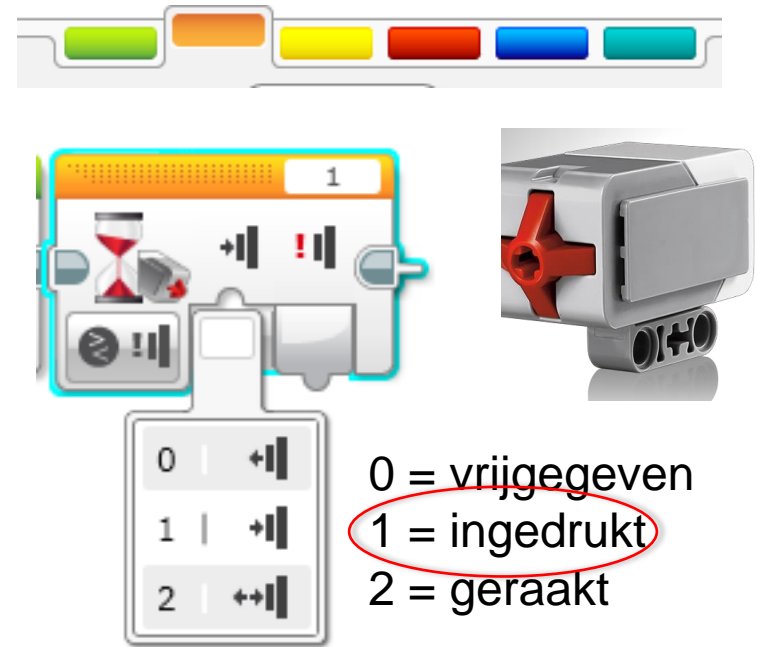 1
0
1
2
0 = vrijgegeven
1 = ingedrukt
2 = geraakt